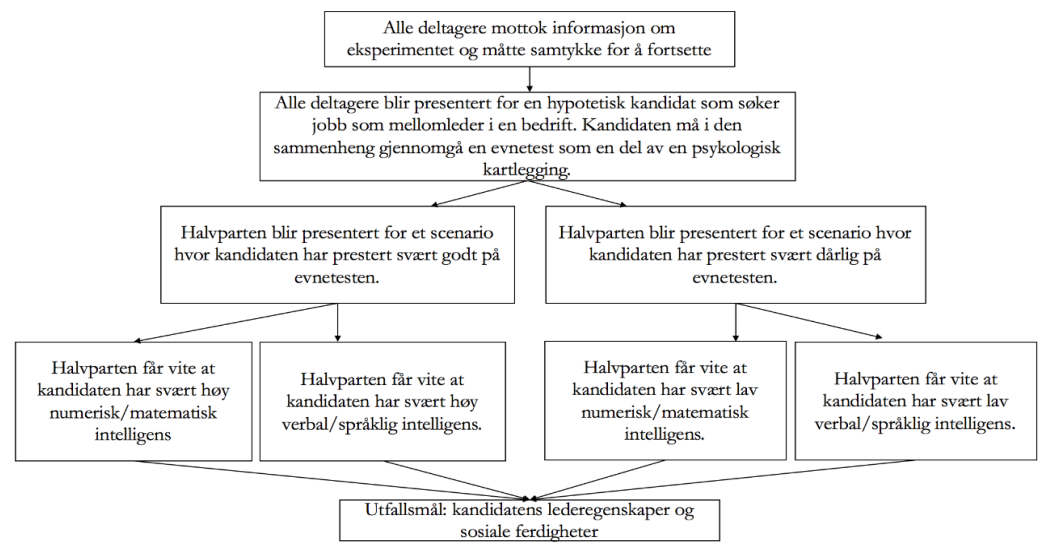 Alle deltagere mottok informasjon om
eksperimentet og måtte samtykke for å fortsette
Alle deltagere blir presentert for en hypotetisk kandidat som søker
jobb som mellomleder i en bedrift. Kandidaten må i den
sammenheng gjennomgå en evnetest som en del av en psykologisk
kartlegging.
Halvparten blir presentert for et scenario
hvor kandidaten har prestert svært godt på
evnetesten.
Halvparten blir presentert for et scenario hvor
kandidaten har prestert svært dårlig på
evnetesten.
Halvparten får vite at
kandidaten har svært høy
numerisk/matematisk
intelligens
Halvparten får vite at
kandidaten har svært høy
verbal/språklig intelligens.
Halvparten får vite at
kandidaten har svært lav
numerisk/matematisk
intelligens.
Halvparten får vite at
kandidaten har svært lav
verbal/språklig intelligens.
Utfallsmål: kandidatens lederegenskaper og
sosiale ferdigheter